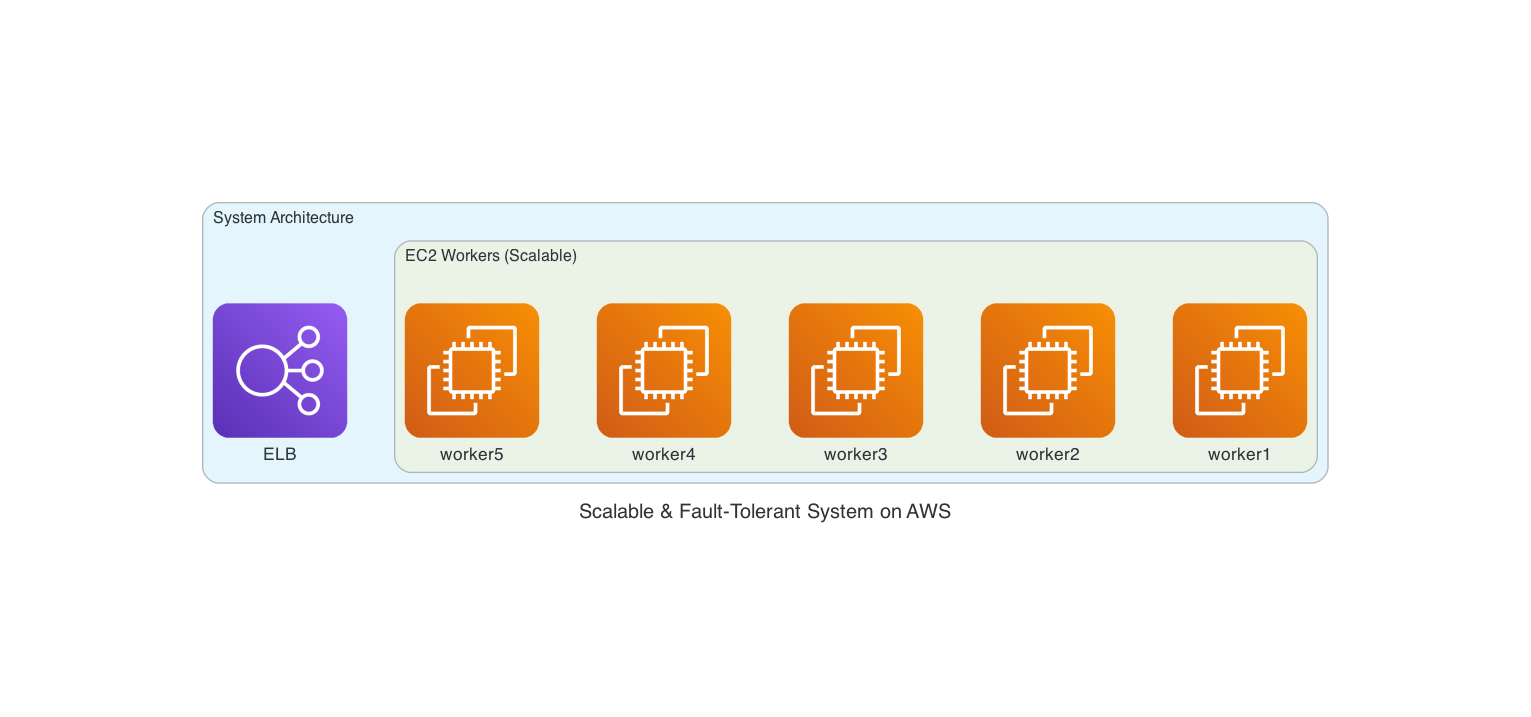 System Architecture
EC2 Workers (Scalable)
ELB
worker5
worker4
worker3
worker2
worker1
Scalable & Fault-Tolerant System on AWS